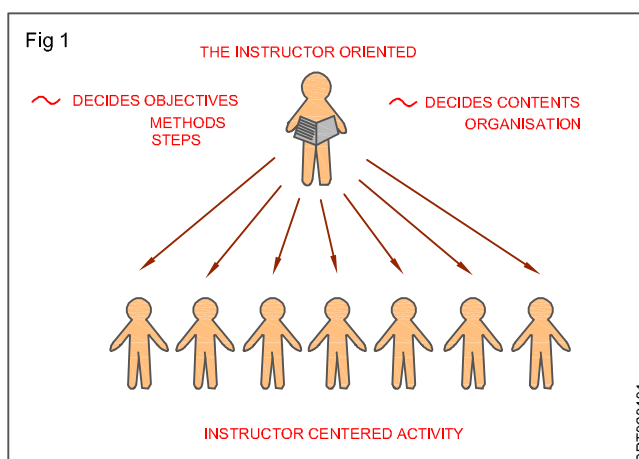 Fig 1
THE INSTRUCTOR ORIENTED
DECIDES OBJECTIVES
METHODS
STEPS
DECIDES CONTENTS
ORGANISATION
INSTRUCTOR CENTERED ACTIVITY